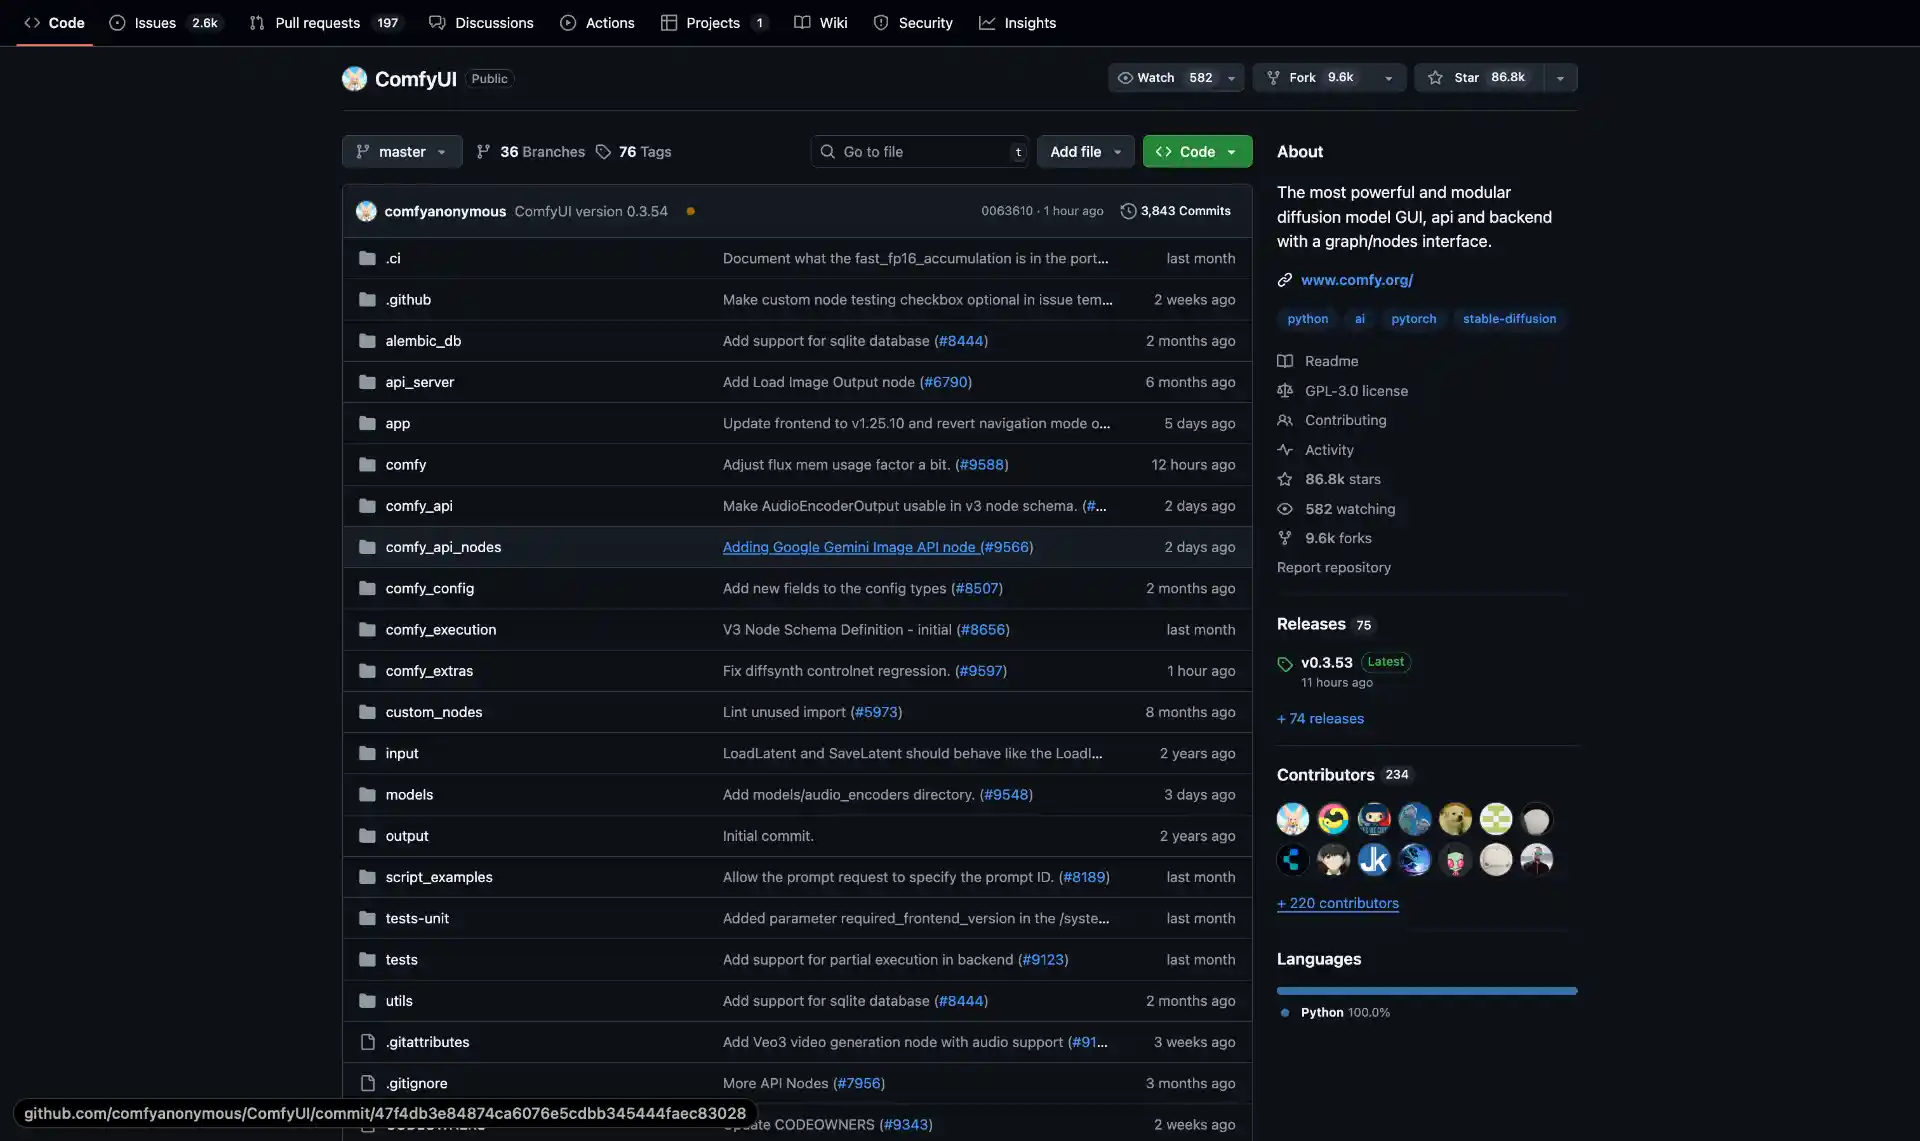 Code Issues 2.6k Pull requests 197 Discussions Actions Projects 1 Wiki Security Insights
ComfyUI Public
Watch 582 Fork 9.6k Star 86.8k
master 36 Branches 76 Tags Go to file t Add file Code
comfyanonymous ComfyUI version 0.3.54 0063610 · 1 hour ago 3,843 Commits
.ci Document what the fast_fp16_accumulation is in the port... last month
.github Make custom node testing checkbox optional in issue tem... 2 weeks ago
alembic_db Add support for sqlite database (#8444) 2 months ago
api_server Add Load Image Output node (#6790) 6 months ago
app Update frontend to v1.25.10 and revert navigation mode o... 5 days ago
comfy Adjust flux mem usage factor a bit. (#9588) 12 hours ago
comfy_api Make AudioEncoderOutput usable in v3 node schema. (#... 2 days ago
comfy_api_nodes Adding Google Gemini Image API node (#9566) 2 days ago
comfy_config Add new fields to the config types (#8507) 2 months ago
comfy_execution V3 Node Schema Definition - initial (#8656) last month
comfy_extras Fix diffsynth controlnet regression. (#9597) 1 hour ago
custom_nodes Lint unused import (#5973) 8 months ago
input LoadLatent and SaveLatent should behave like the LoadI... 2 years ago
models Add models/audio_encoders directory. (#9548) 3 days ago
output Initial commit. 2 years ago
script_examples Allow the prompt request to specify the prompt ID. (#8189) last month
tests-unit Added parameter required_frontend_version in the /syste... last month
tests Add support for partial execution in backend (#9123) last month
utils Add support for sqlite database (#8444) 2 months ago
.gitattributes Add Veo3 video generation node with audio support (#91... 3 weeks ago
.gitignore More API Nodes (#7956) 3 months ago
CODEOWNERS Update CODEOWNERS (#9343) 2 weeks ago
github.com/comfyanonymous/ComfyUI/commit/47f4db3e84874ca6076e5cdbb345444faec83028
About
The most powerful and modular
diffusion model GUI, api and backend
with a graph/nodes interface.
www.comfy.org/
python ai pytorch stable-diffusion
Readme
GPL-3.0 license
Contributing
Activity
86.8k stars
582 watching
9.6k forks
Report repository
Releases 75
v0.3.53 Latest
11 hours ago
+ 74 releases
Contributors 234
JK
+ 220 contributors
Languages
Python 100.0%